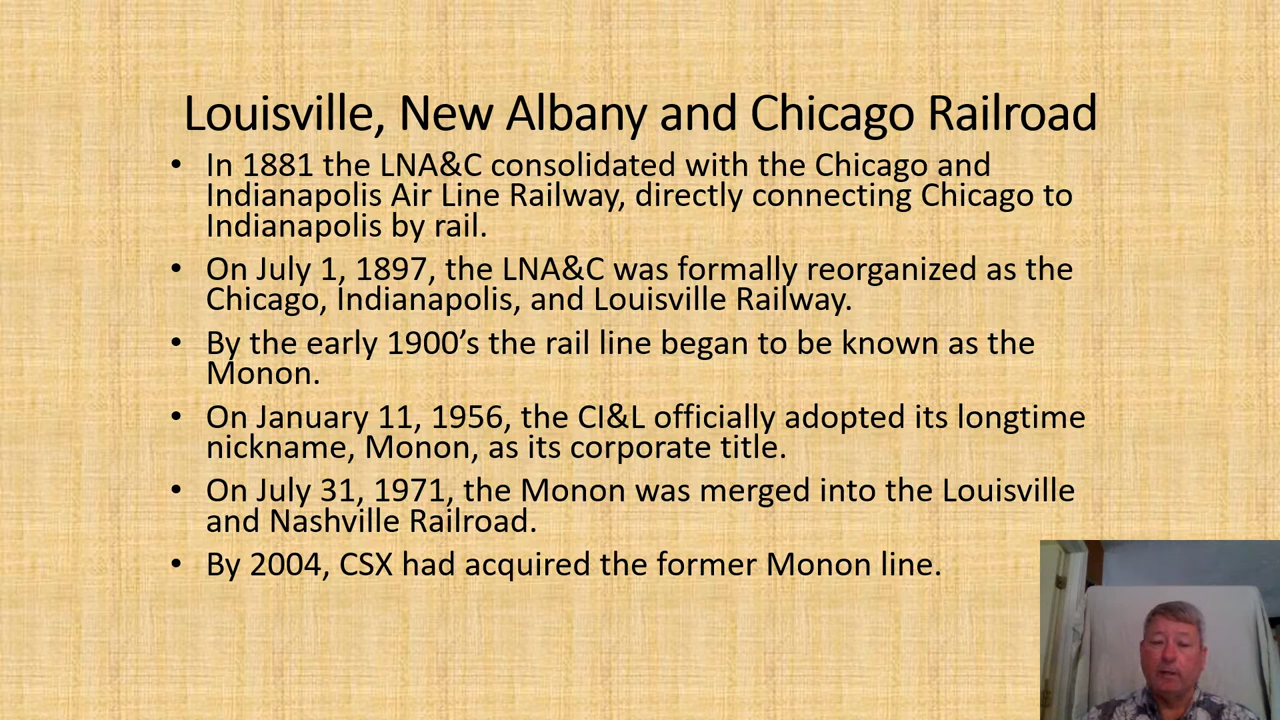 Louisville, New Albany and Chicago Railroad
• In 1881 the LNA&C consolidated with the Chicago and
Indianapolis Air Line Railway, directly connecting Chicago to
Indianapolis by rail.
• On July 1, 1897, the LNA&C was formally reorganized as the
Chicago, Indianapolis, and Louisville Railway.
• By the early 1900’s the rail line began to be known as the
Monon.
• On January 11, 1956, the CI&L officially adopted its longtime
nickname, Monon, as its corporate title.
• On July 31, 1971, the Monon was merged into the Louisville
and Nashville Railroad.
• By 2004, CSX had acquired the former Monon line.